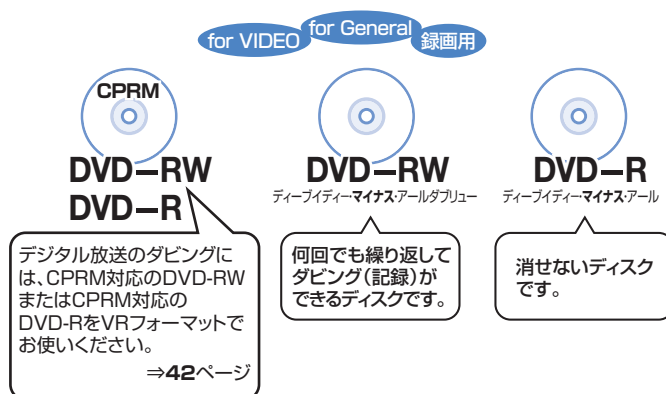 for VIDEO
for General
録画用
CPRM
DVD−RW
DVD−R
デジタル放送のダビングに
は、CPRM対応のDVD-RW
またはCPRM対応の
DVD-RをVRフォーマットで
お使いください。
⇒42ページ
DVD−RW
ディーブイディー・マイナス・アールダブリュー
何回でも繰り返して
ダビング（記録）が
できるディスクです。
DVD−R
ディーブイディー・マイナス・アール
消せないディスク
です。